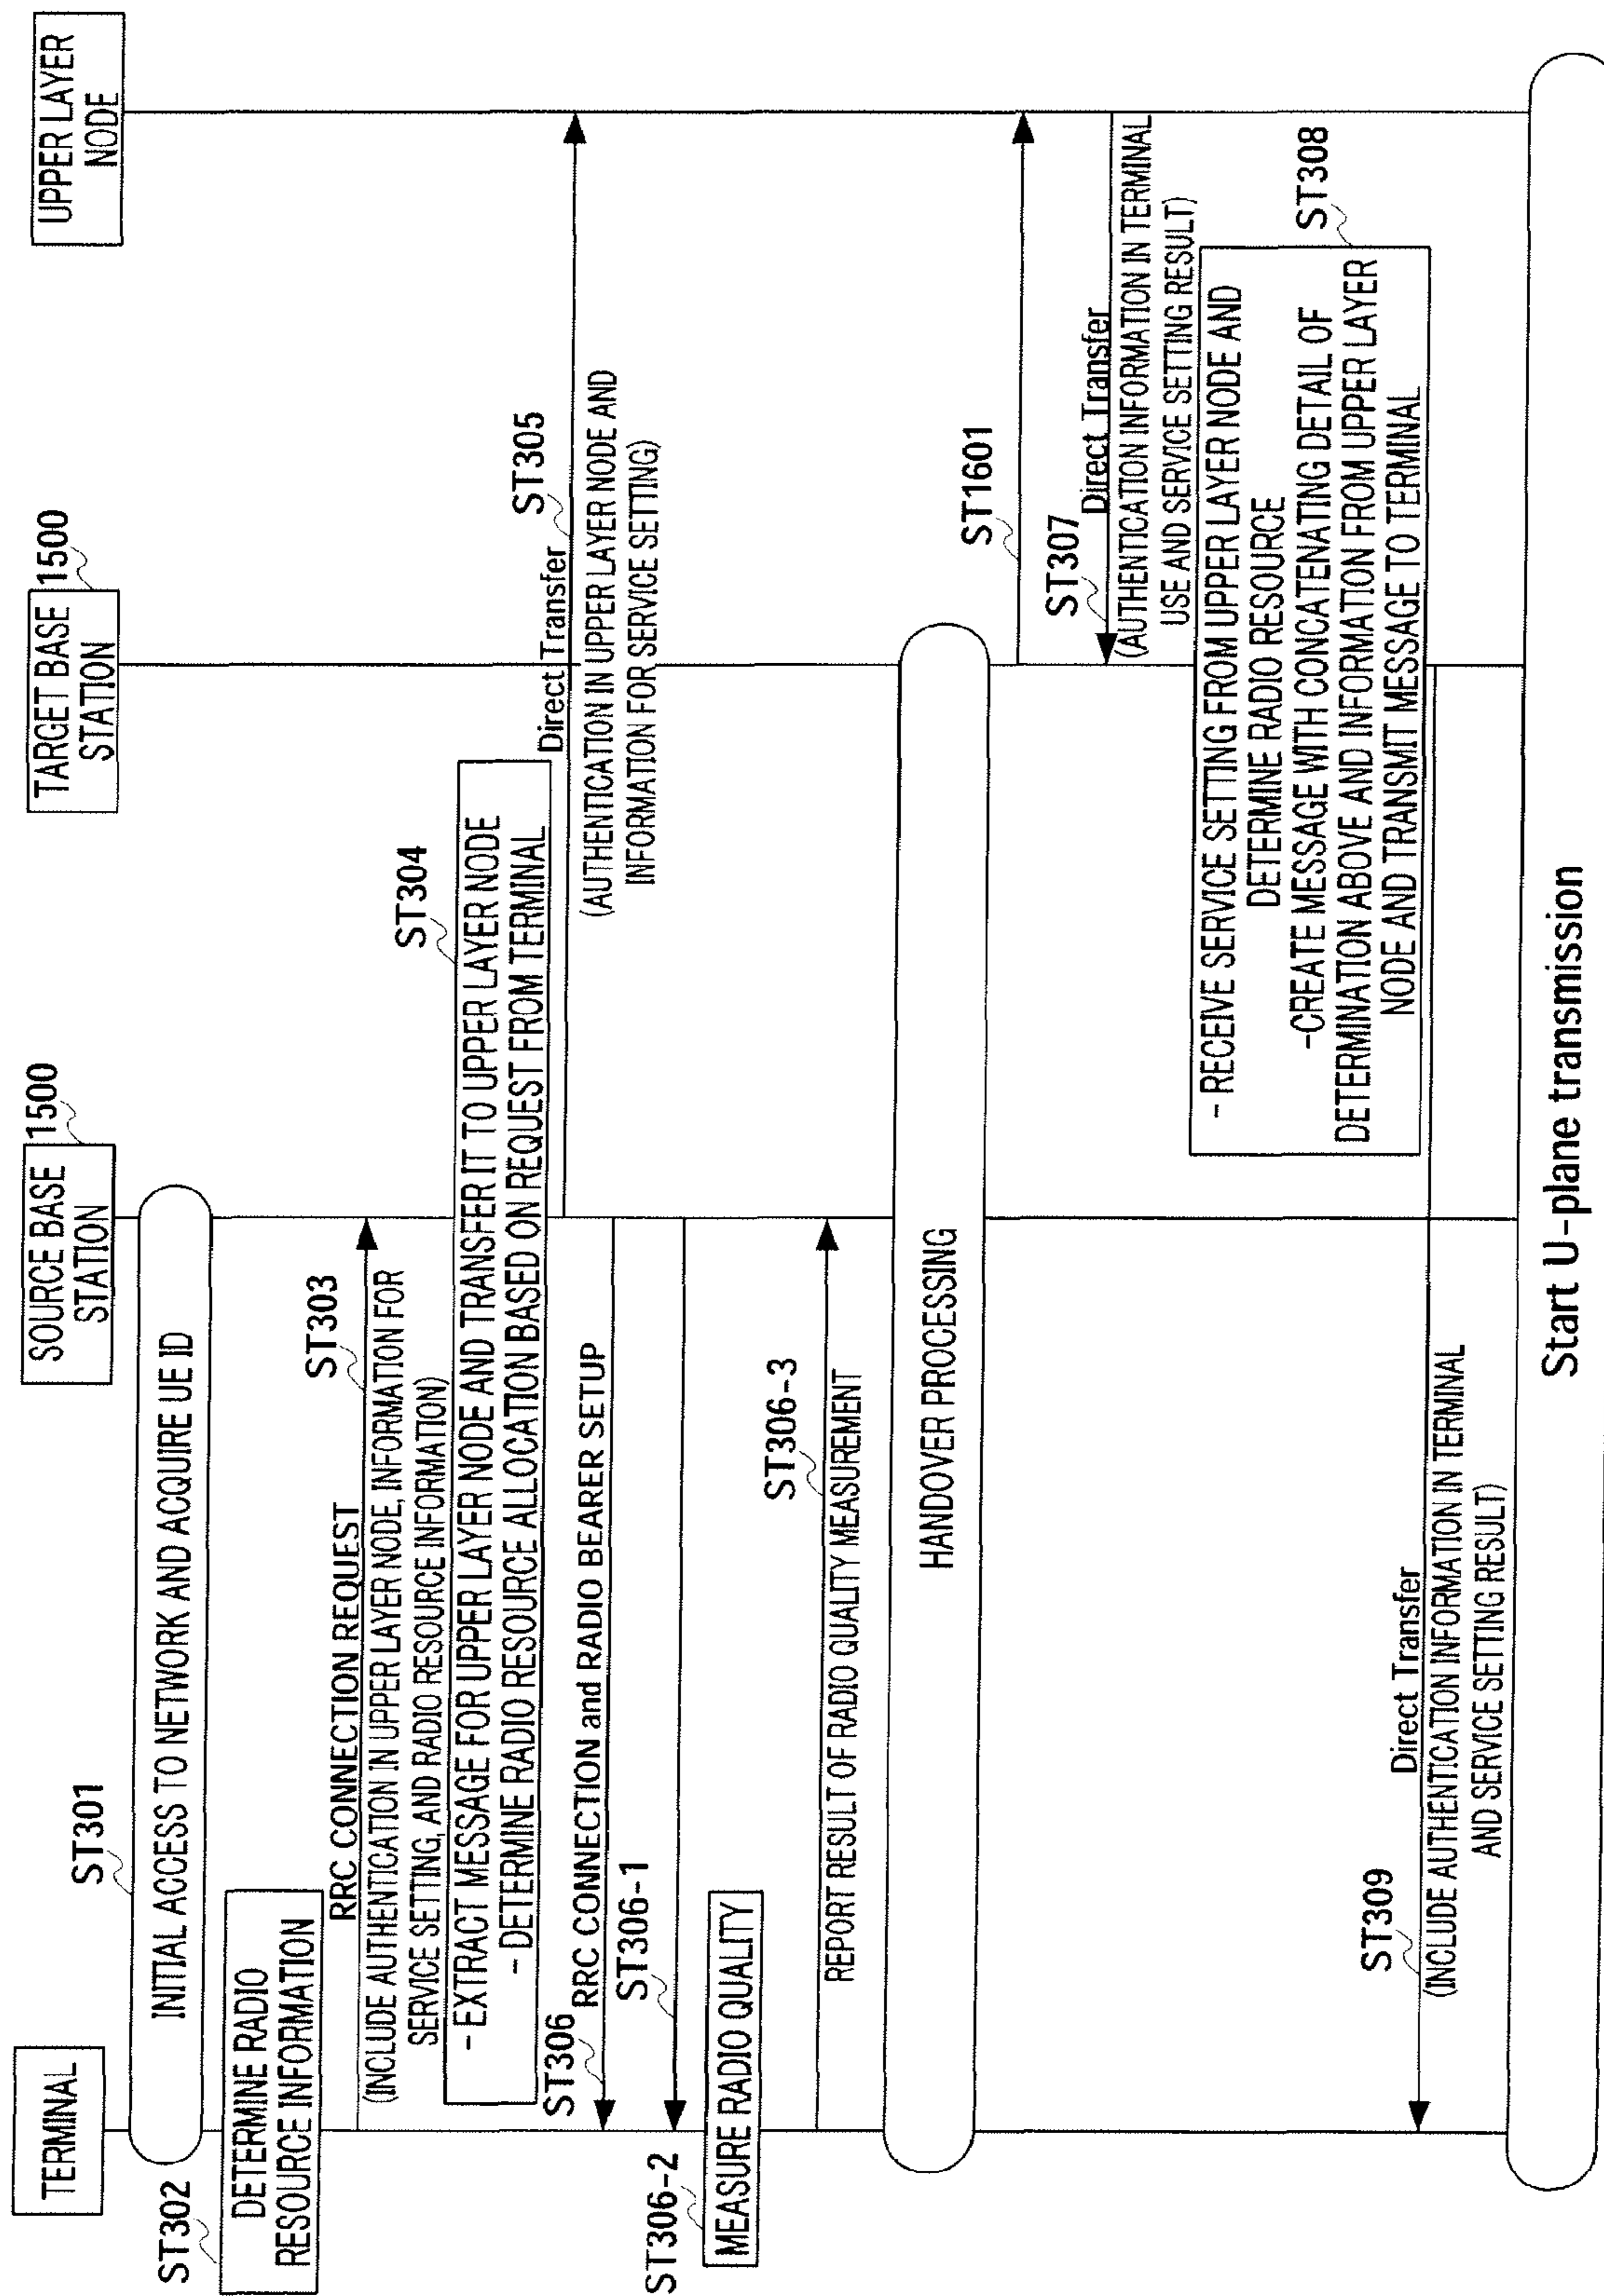 TERMINAL
SOURCE BASE
STATION
1500
TARGET BASE
STATION
1500
UPPER LAYER
NODE
ST301
INITIAL ACCESS TO NETWORK AND ACQUIRE UE ID
ST302
DETERMINE RADIO
RESOURCE INFORMATION
RRC CONNECTION REQUEST
ST303
(INCLUDE AUTHENTICATION IN UPPER LAYER NODE, INFORMATION FOR
SERVICE SETTING, AND RADIO RESOURCE INFORMATION)
ST304
- EXTRACT MESSAGE FOR UPPER LAYER NODE AND TRANSFER IT TO UPPER LAYER NODE
- DETERMINE RADIO RESOURCE ALLOCATION BASED ON REQUEST FROM TERMINAL
Direct Transfer
ST305
(AUTHENTICATION IN UPPER LAYER NODE AND
INFORMATION FOR SERVICE SETTING)
ST306
RRC CONNECTION and RADIO BEARER SETUP
ST306-1
ST306-2
MEASURE RADIO QUALITY
ST306-3
REPORT RESULT OF RADIO QUALITY MEASUREMENT
HANDOVER PROCESSING
ST1601
ST307
Direct Transfer
(AUTHENTICATION INFORMATION IN TERMINAL
USE AND SERVICE SETTING RESULT)
ST308
- RECEIVE SERVICE SETTING FROM UPPER LAYER NODE AND
DETERMINE RADIO RESOURCE
-CREATE MESSAGE WITH CONCATENATING DETAIL OF
DETERMINATION ABOVE AND INFORMATION FROM UPPER LAYER
NODE AND TRANSMIT MESSAGE TO TERMINAL
ST309
Direct Transfer
(INCLUDE AUTHENTICATION INFORMATION IN TERMINAL
AND SERVICE SETTING RESULT)
Start U-plane transmission